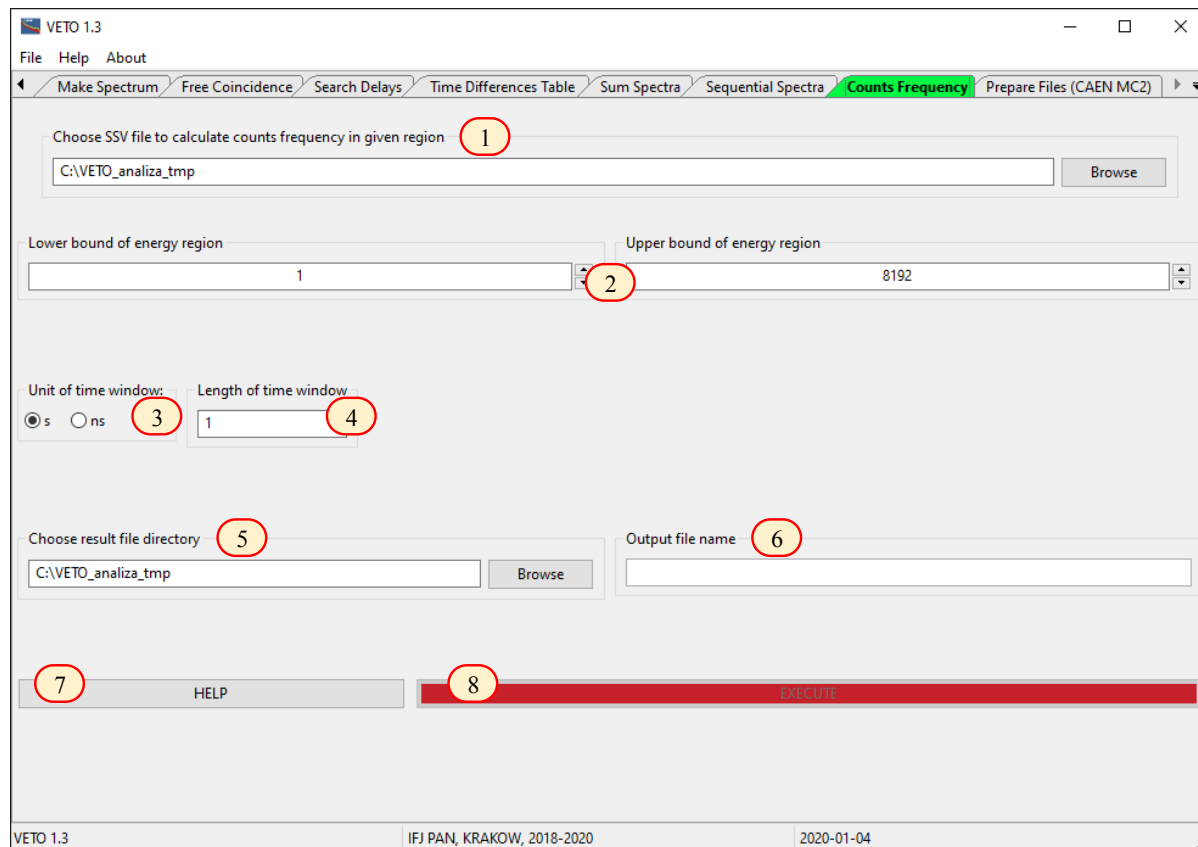 VETO 1.3
File Help About
Make Spectrum Free Coincidence Search Delays Time Differences Table Sum Spectra Sequential Spectra Counts Frequency Prepare Files (CAEN MC2)
Choose SSV file to calculate counts frequency in given region 1
C:\VETO_analiza_tmp Browse
Lower bound of energy region Upper bound of energy region
1 2 8192
Unit of time window: Length of time window
s ns 3 1 4
Choose result file directory 5 Output file name 6
C:\VETO_analiza_tmp Browse
7 HELP 8 EXECUTE
VETO 1.3 IFJ PAN, KRAKOW, 2018-2020 2020-01-04